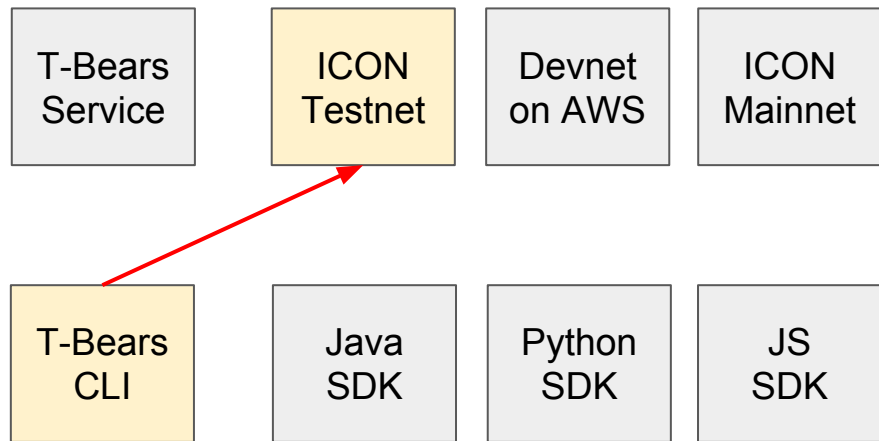 T-Bears
Service
ICON
Testnet
Devnet
on AWS
ICON
Mainnet
T-Bears
CLI
Java
SDK
Python
SDK
JS
SDK